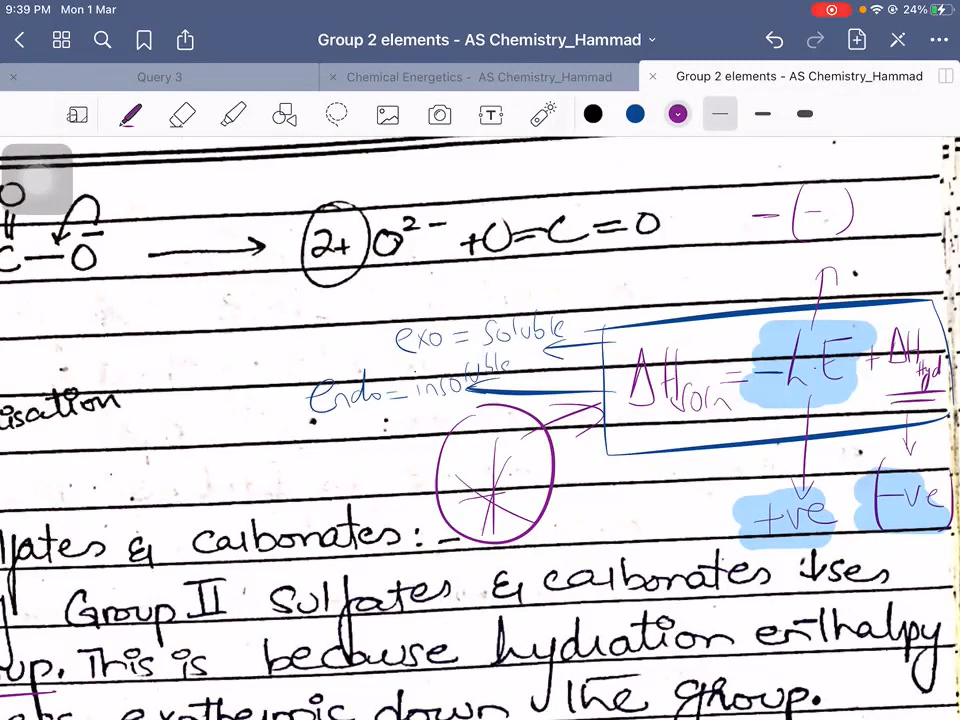 9:39 PM Mon 1 Mar
24%
Group 2 elements - AS Chemistry_Hammad
Query 3
Chemical Energetics - AS Chemistry_Hammad
Group 2 elements - AS Chemistry_Hammad
O
C—O⁻ → 2+ O²⁻ + O=C=O
-(-)
exo = soluble
endo = insoluble
ΔHsoln = -LE + ΔHHyd
isation
+ve
-ve
lfates & carbonates:-
Group II sulfates & carbonates
up. This is because hydration enthalpy
exothermic down the group.